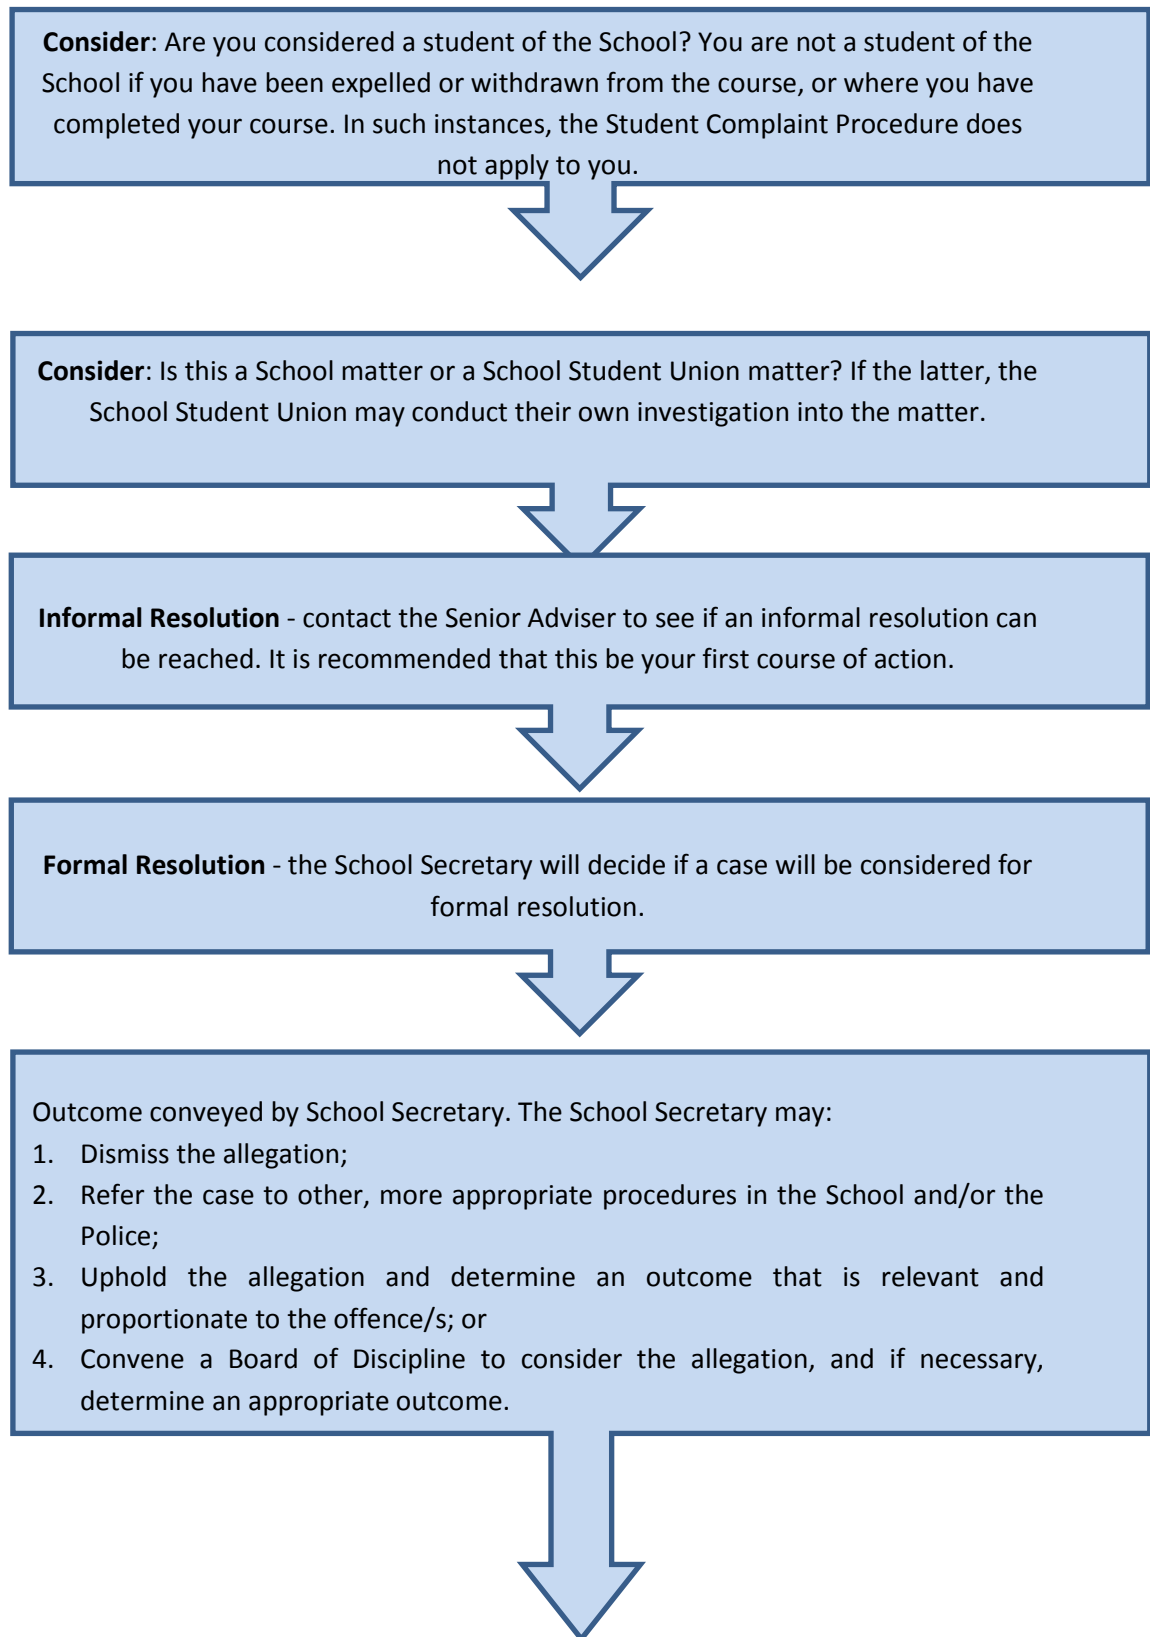 Consider: Are you considered a student of the School? You are not a student of the
School if you have been expelled or withdrawn from the course, or where you have
completed your course. In such instances, the Student Complaint Procedure does
not apply to you.
Consider: Is this a School matter or a School Student Union matter? If the latter, the
School Student Union may conduct their own investigation into the matter.
Informal Resolution - contact the Senior Adviser to see if an informal resolution can
be reached. It is recommended that this be your first course of action.
Formal Resolution - the School Secretary will decide if a case will be considered for
formal resolution.
Outcome conveyed by School Secretary. The School Secretary may:
1. Dismiss the allegation;
2. Refer the case to other, more appropriate procedures in the School and/or the
Police;
3. Uphold the allegation and determine an outcome that is relevant and
proportionate to the offence/s; or
4. Convene a Board of Discipline to consider the allegation, and if necessary,
determine an appropriate outcome.